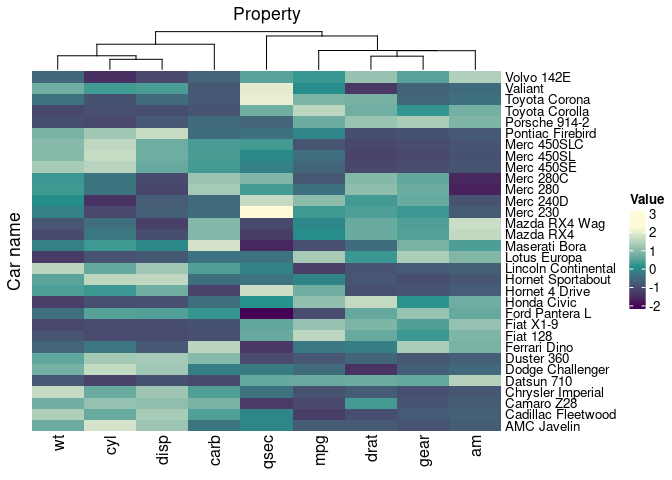 Property
Volvo 142E
Valiant
Toyota Corona
Toyota Corolla
Porsche 914-2
Pontiac Firebird
Merc 450SLC
Merc 450SL
Merc 450SE
Merc 280C
Merc 280
Merc 240D
Merc 230
Mazda RX4 Wag
Mazda RX4
Maserati Bora
Lotus Europa
Lincoln Continental
Hornet Sportabout
Hornet 4 Drive
Honda Civic
Ford Pantera L
Fiat X1-9
Fiat 128
Ferrari Dino
Duster 360
Dodge Challenger
Datsun 710
Chrysler Imperial
Camaro Z28
Cadillac Fleetwood
AMC Javelin
Car name
wt
cyl
disp
carb
qsec
mpg
drat
gear
am
Value
3
2
1
0
-1
-2